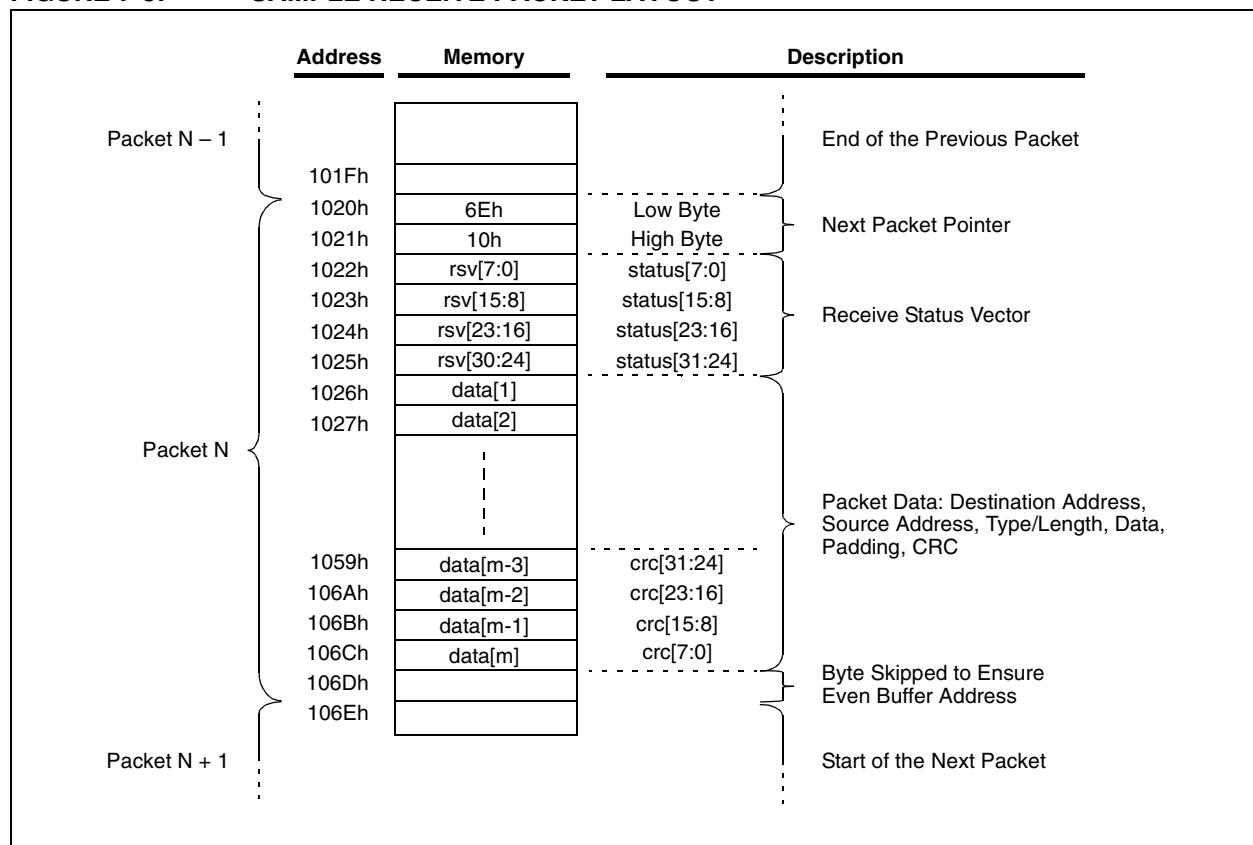 Address Memory Description
Packet N – 1 End of the Previous Packet
101Fh
1020h 6Eh Low Byte
Next Packet Pointer
1021h 10h High Byte
1022h rsv[7:0] status[7:0]
1023h rsv[15:8] status[15:8]
Receive Status Vector
1024h rsv[23:16] status[23:16]
1025h rsv[30:24] status[31:24]
1026h data[1]
1027h data[2]
Packet N
Packet Data: Destination Address,
Source Address, Type/Length, Data,
Padding, CRC
1059h data[m-3] crc[31:24]
106Ah data[m-2] crc[23:16]
106Bh data[m-1] crc[15:8]
106Ch data[m] crc[7:0]
Byte Skipped to Ensure
106Dh
Even Buffer Address
106Eh
Packet N + 1 Start of the Next Packet